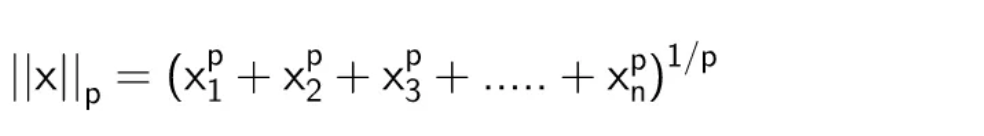 ||x||_p = (x_1^p + x_2^p + x_3^p + ..... + x_n^p)^{1/p}